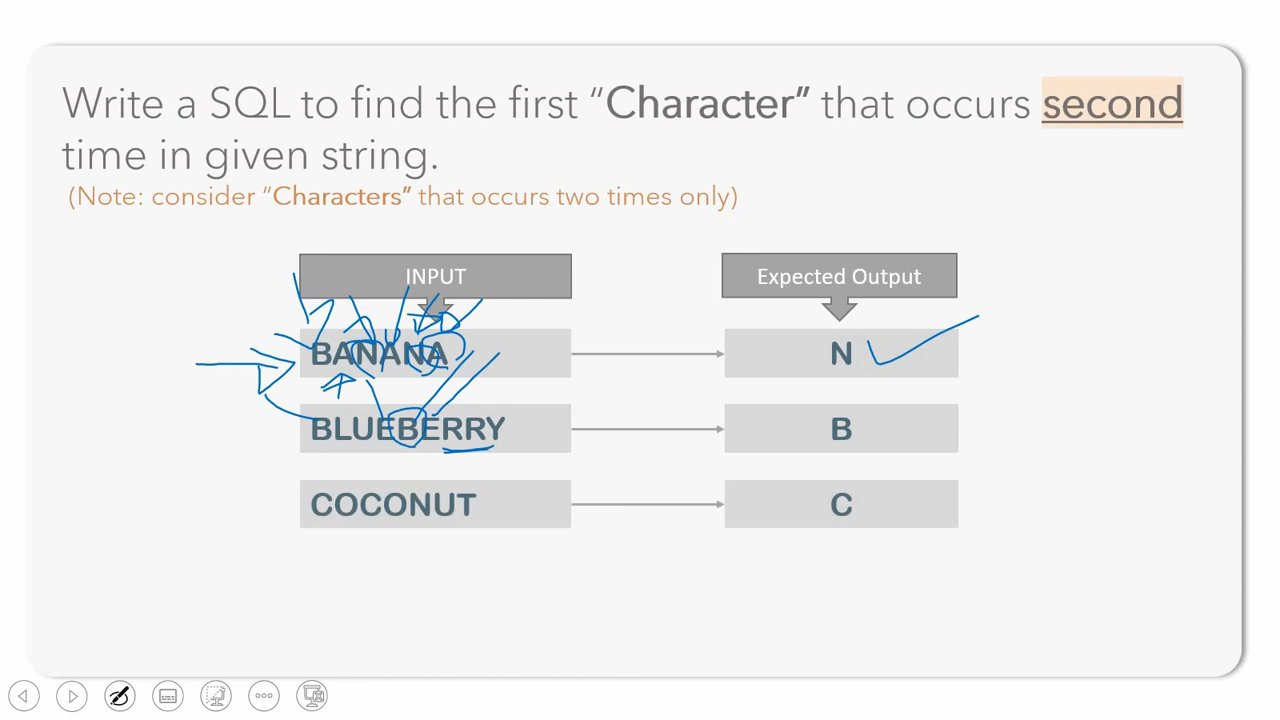 Write a SQL to find the first “Character” that occurs second
time in given string.
(Note: consider “Characters” that occurs two times only)
INPUT
Expected Output
BANANA
N
BLUEBERRY
B
COCONUT
C